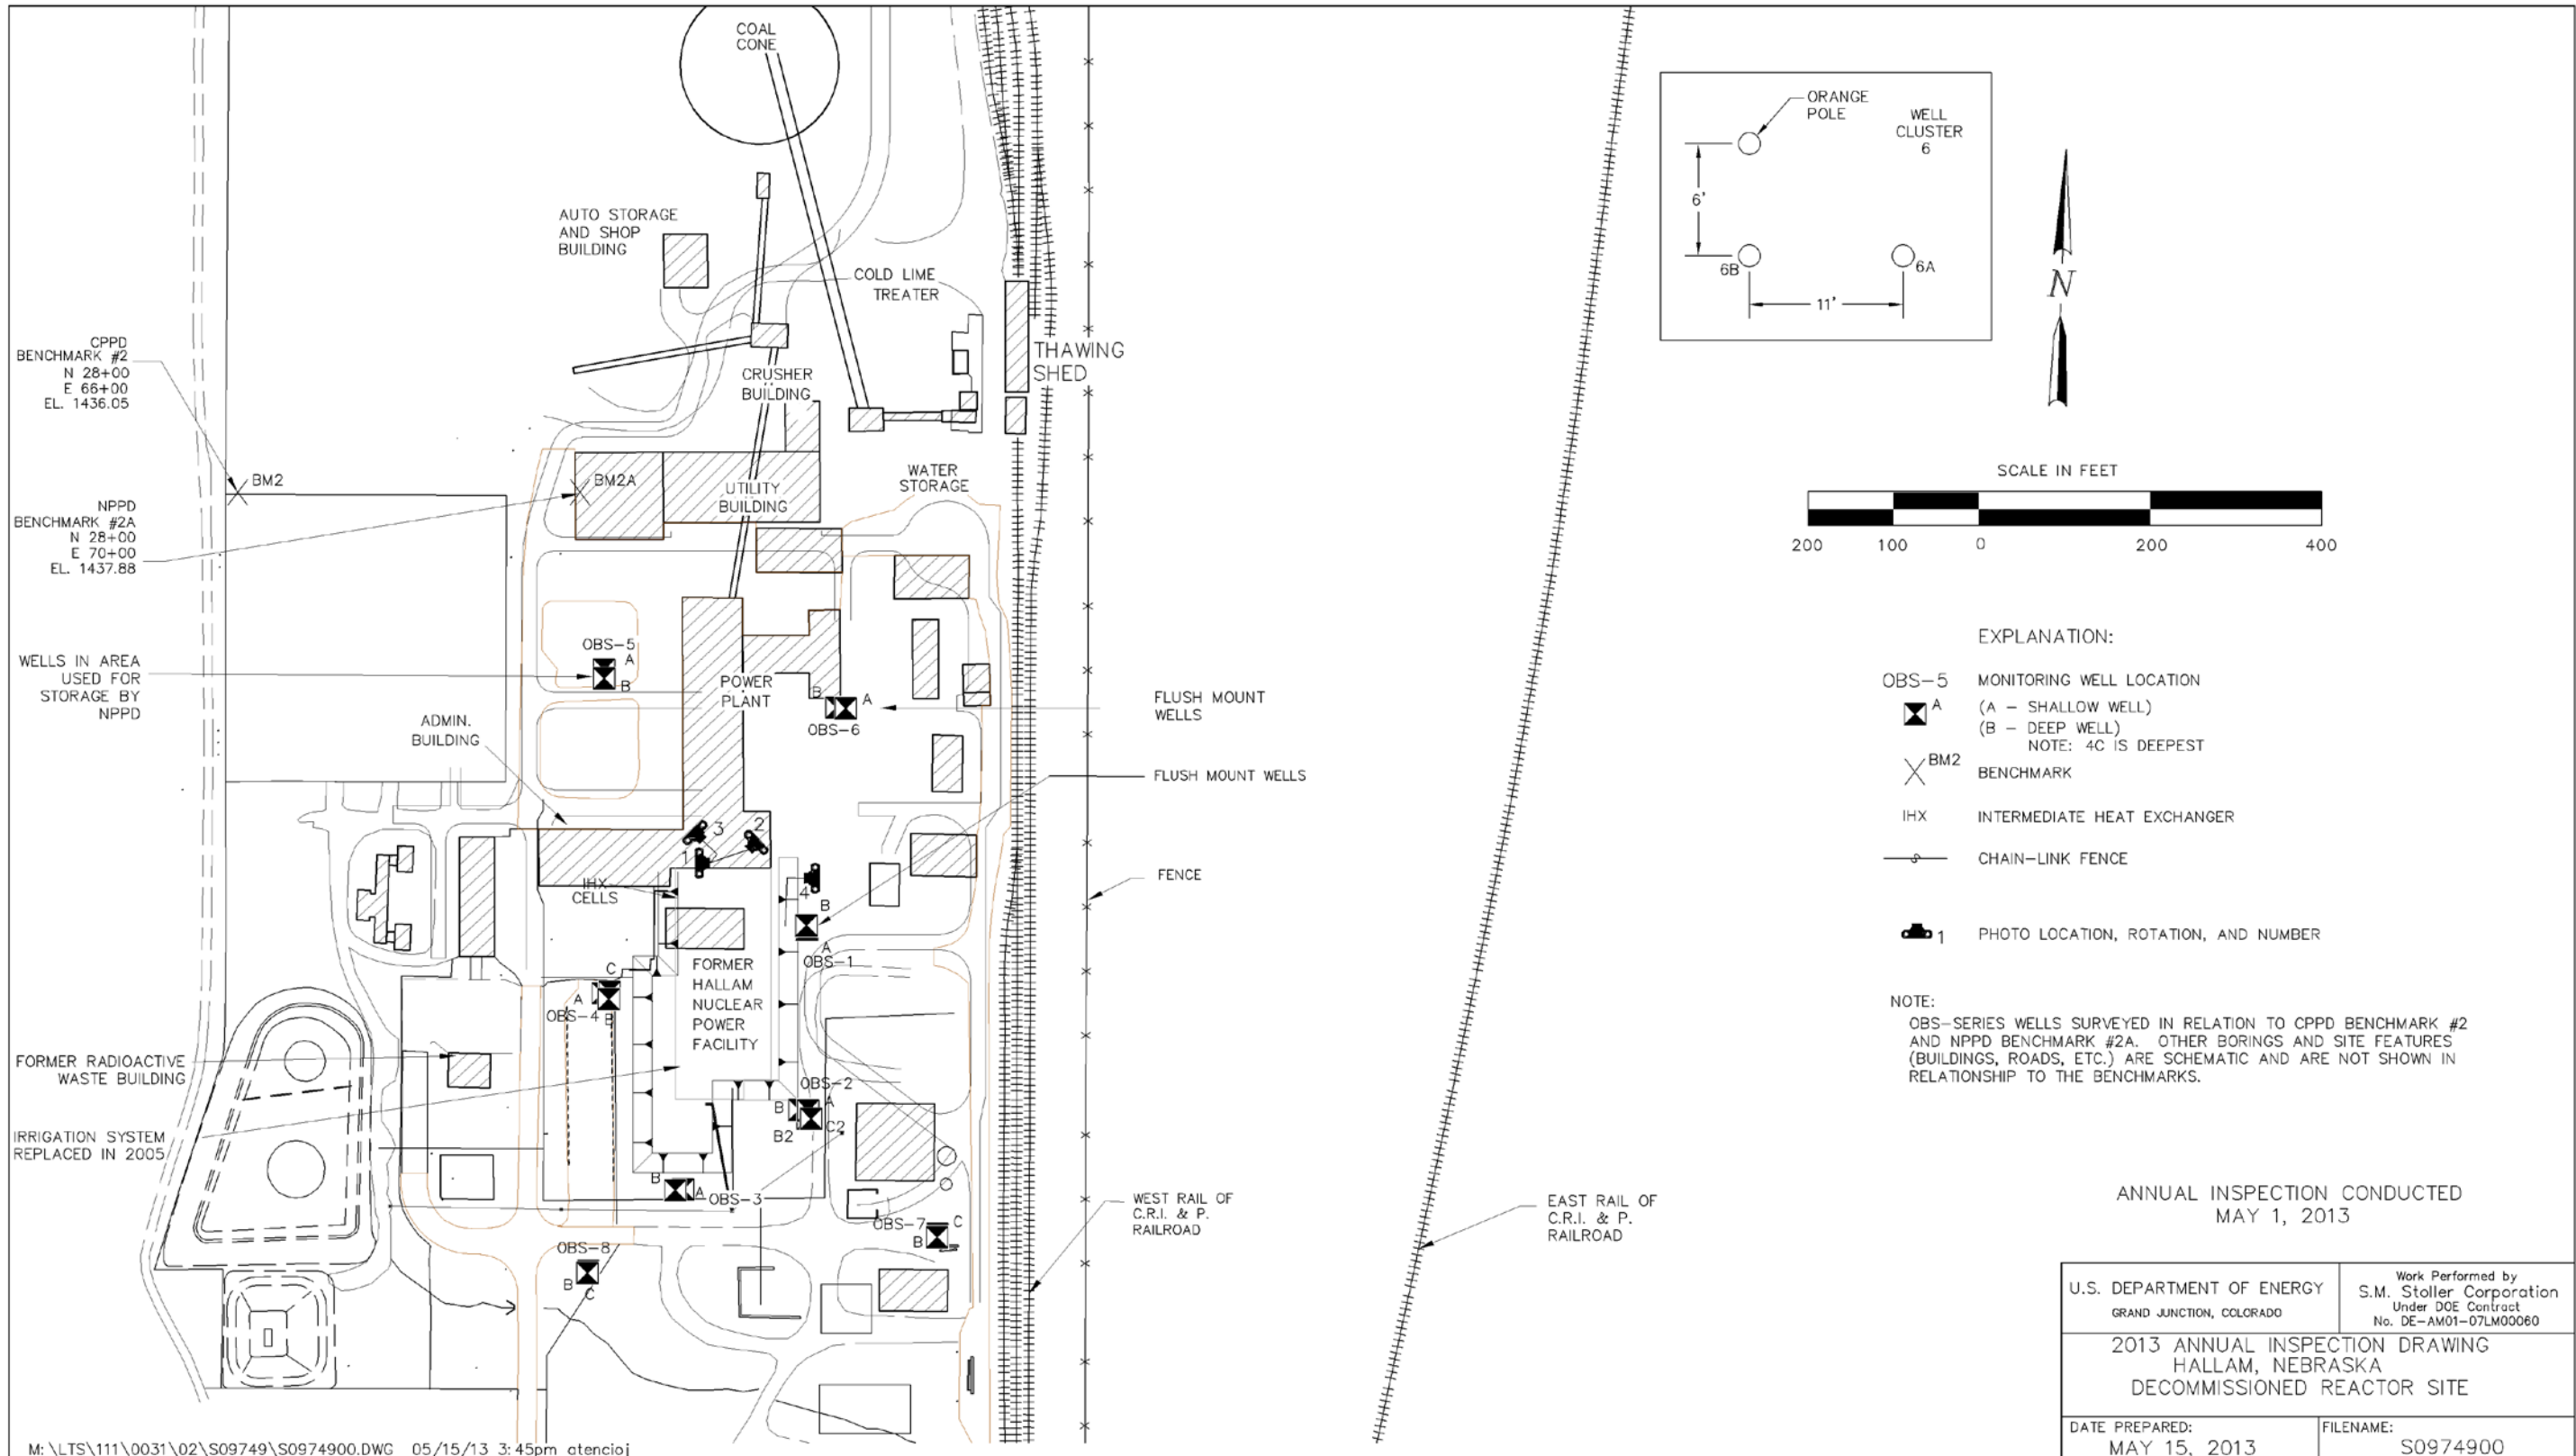 COAL
CONE
AUTO STORAGE
AND SHOP
BUILDING
COLD LIME
TREATER
THAWING
SHED
CRUSHER
BUILDING
CPPD
BENCHMARK #2
N 28+00
E 66+00
EL. 1436.05
BM2
BM2A
UTILITY
BUILDING
WATER
STORAGE
NPPD
BENCHMARK #2A
N 28+00
E 70+00
EL. 1437.88
WELLS IN AREA
USED FOR
STORAGE BY
NPPD
OBS-5
A
B
POWER
PLANT
B
A
OBS-6
FLUSH MOUNT
WELLS
ADMIN.
BUILDING
FLUSH MOUNT WELLS
3
2
1
4
IHX
CELLS
B
A
OBS-1
FENCE
FORMER
HALLAM
NUCLEAR
POWER
FACILITY
C
A
OBS-4
B
FORMER RADIOACTIVE
WASTE BUILDING
IRRIGATION SYSTEM
REPLACED IN 2005
OBS-2
B
A
B2
C2
B
A
OBS-3
OBS-7
C
B
OBS-8
B
C
WEST RAIL OF
C.R.I. & P.
RAILROAD
EAST RAIL OF
C.R.I. & P.
RAILROAD
ORANGE
POLE
WELL
CLUSTER
6
6'
6B
6A
11'
N
SCALE IN FEET
200 100 0 200 400
EXPLANATION:
OBS-5 MONITORING WELL LOCATION
A (A - SHALLOW WELL)
(B - DEEP WELL)
NOTE: 4C IS DEEPEST
BM2 BENCHMARK
IHX INTERMEDIATE HEAT EXCHANGER
CHAIN-LINK FENCE
1 PHOTO LOCATION, ROTATION, AND NUMBER
NOTE:
OBS-SERIES WELLS SURVEYED IN RELATION TO CPPD BENCHMARK #2
AND NPPD BENCHMARK #2A. OTHER BORINGS AND SITE FEATURES
(BUILDINGS, ROADS, ETC.) ARE SCHEMATIC AND ARE NOT SHOWN IN
RELATIONSHIP TO THE BENCHMARKS.
ANNUAL INSPECTION CONDUCTED
MAY 1, 2013
U.S. DEPARTMENT OF ENERGY
GRAND JUNCTION, COLORADO
Work Performed by
S.M. Stoller Corporation
Under DOE Contract
No. DE-AM01-07LM00060
2013 ANNUAL INSPECTION DRAWING
HALLAM, NEBRASKA
DECOMMISSIONED REACTOR SITE
DATE PREPARED:
MAY 15, 2013
FILENAME:
S0974900
M:\LTS\111\0031\02\S09749\S0974900.DWG 05/15/13 3:45pm atencioj